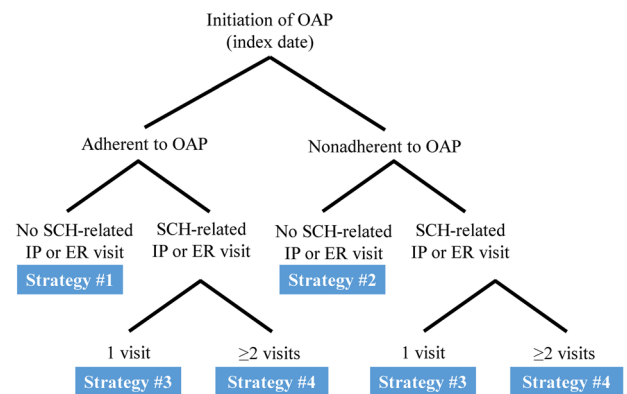 Initiation of OAP
(index date)
Adherent to OAP
Nonadherent to OAP
No SCH-related
IP or ER visit
Strategy #1
SCH-related
IP or ER visit
No SCH-related
IP or ER visit
Strategy #2
SCH-related
IP or ER visit
1 visit
Strategy #3
≥2 visits
Strategy #4
1 visit
Strategy #3
≥2 visits
Strategy #4